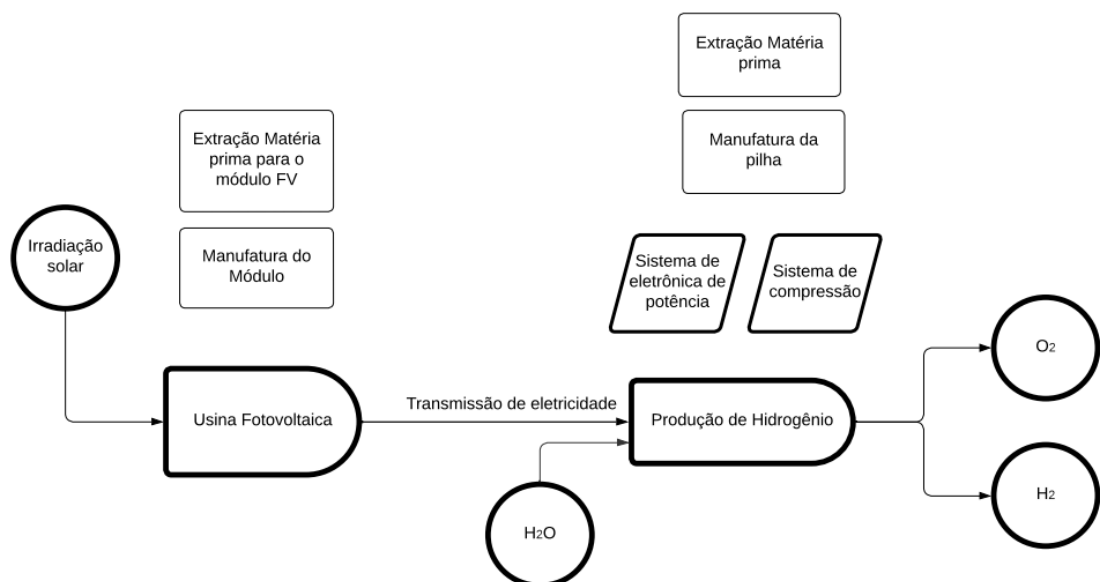 Extração Matéria
prima
Manufatura da
pilha
Extração Matéria
prima para o
módulo FV
Manufatura do
Módulo
Irradiação
solar
Sistema de
eletrônica de
potência
Sistema de
compressão
Usina Fotovoltaica
Transmissão de eletricidade
Produção de Hidrogênio
O2
H2O
H2